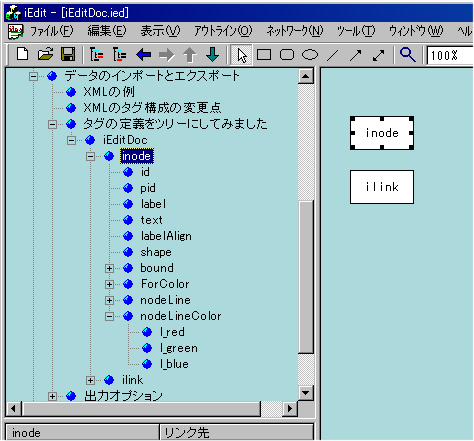 iEdit - [iEditDoc.ied]
ファイル(F) 編集(E) 表示(V) アウトライン(O) ネットワーク(N) ツール(T) ウィンドウ(W) ヘル
100%
データのインポートとエクスポート
XMLの例
XMLのタグ構成の変更点
タグの定義をツリーにしてみました
iEditDoc
inode
id
pid
label
text
labelAlign
shape
bound
ForColor
nodeLine
nodeLineColor
l_red
l_green
l_blue
ilink
出力オプション
inode
ilink
inode リンク先